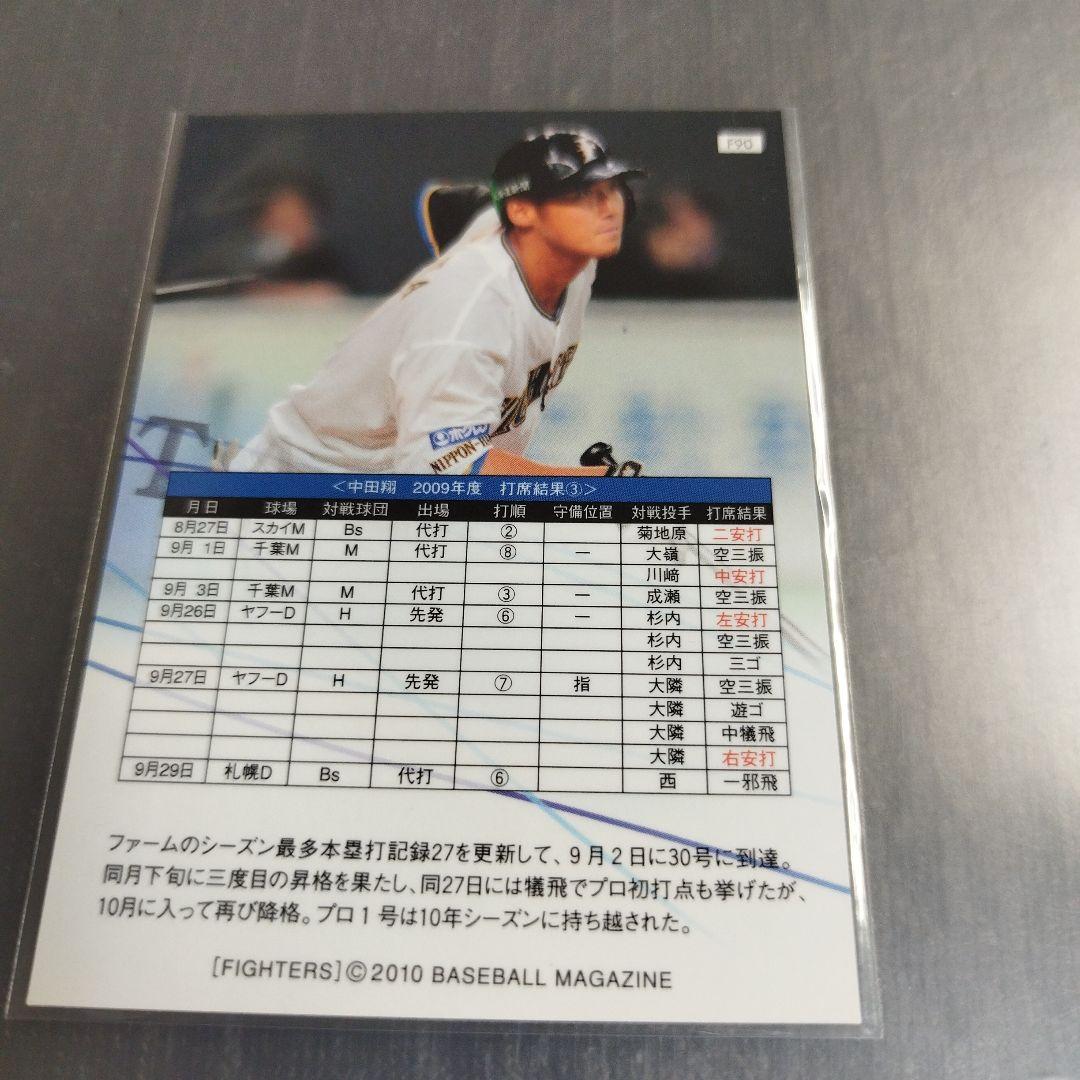 F90
ホクレン
NIPPON-H
T
<中田翔 2009年度 打席結果③>
月日 球場 対戦球団 出場 打順 守備位置 対戦投手 打席結果
8月27日 スカイM Bs 代打 ② 菊地原 二安打
9月 1日 千葉M M 代打 ⑧ ー 大嶺 空三振
川﨑 中安打
9月 3日 千葉M M 代打 ③ ー 成瀬 空三振
9月26日 ヤフーD H 先発 ⑥ ー 杉内 左安打
杉内 空三振
杉内 三ゴ
9月27日 ヤフーD H 先発 ⑦ 指 大隣 空三振
大隣 遊ゴ
大隣 中犠飛
大隣 右安打
9月29日 札幌D Bs 代打 ⑥ 西 一邪飛
ファームのシーズン最多本塁打記録27を更新して、9月2日に30号に到達。
同月下旬に三度目の昇格を果たし、同27日には犠飛でプロ初打点も挙げたが、
10月に入って再び降格。プロ1号は10年シーズンに持ち越された。
[FIGHTERS]©2010 BASEBALL MAGAZINE